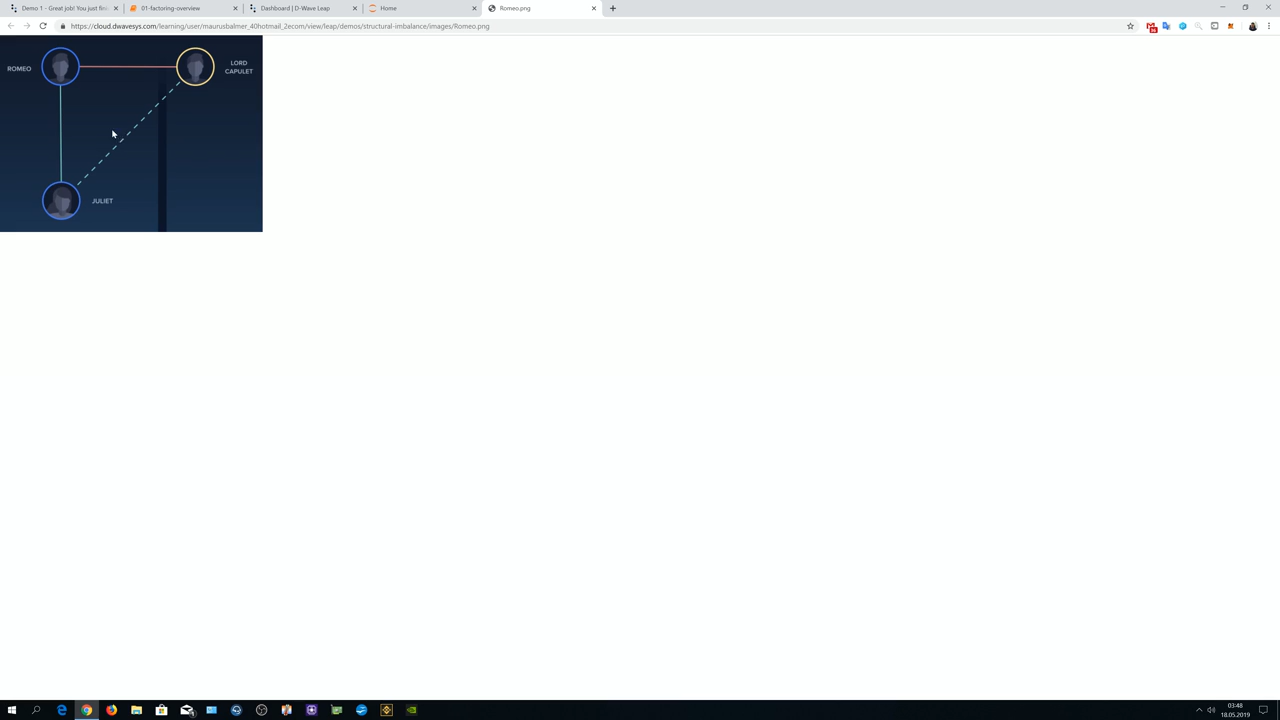 Demo 1 - Great job! You just fini
01-factoring-overview
Dashboard | D-Wave Leap
Home
Romeo.png
https://cloud.dwavesys.com/learning/user/maurusbalmer_40hotmail_2ecom/view/leap/demos/structural-imbalance/images/Romeo.png
ROMEO
LORD
CAPULET
JULIET
03:48
18.05.2019